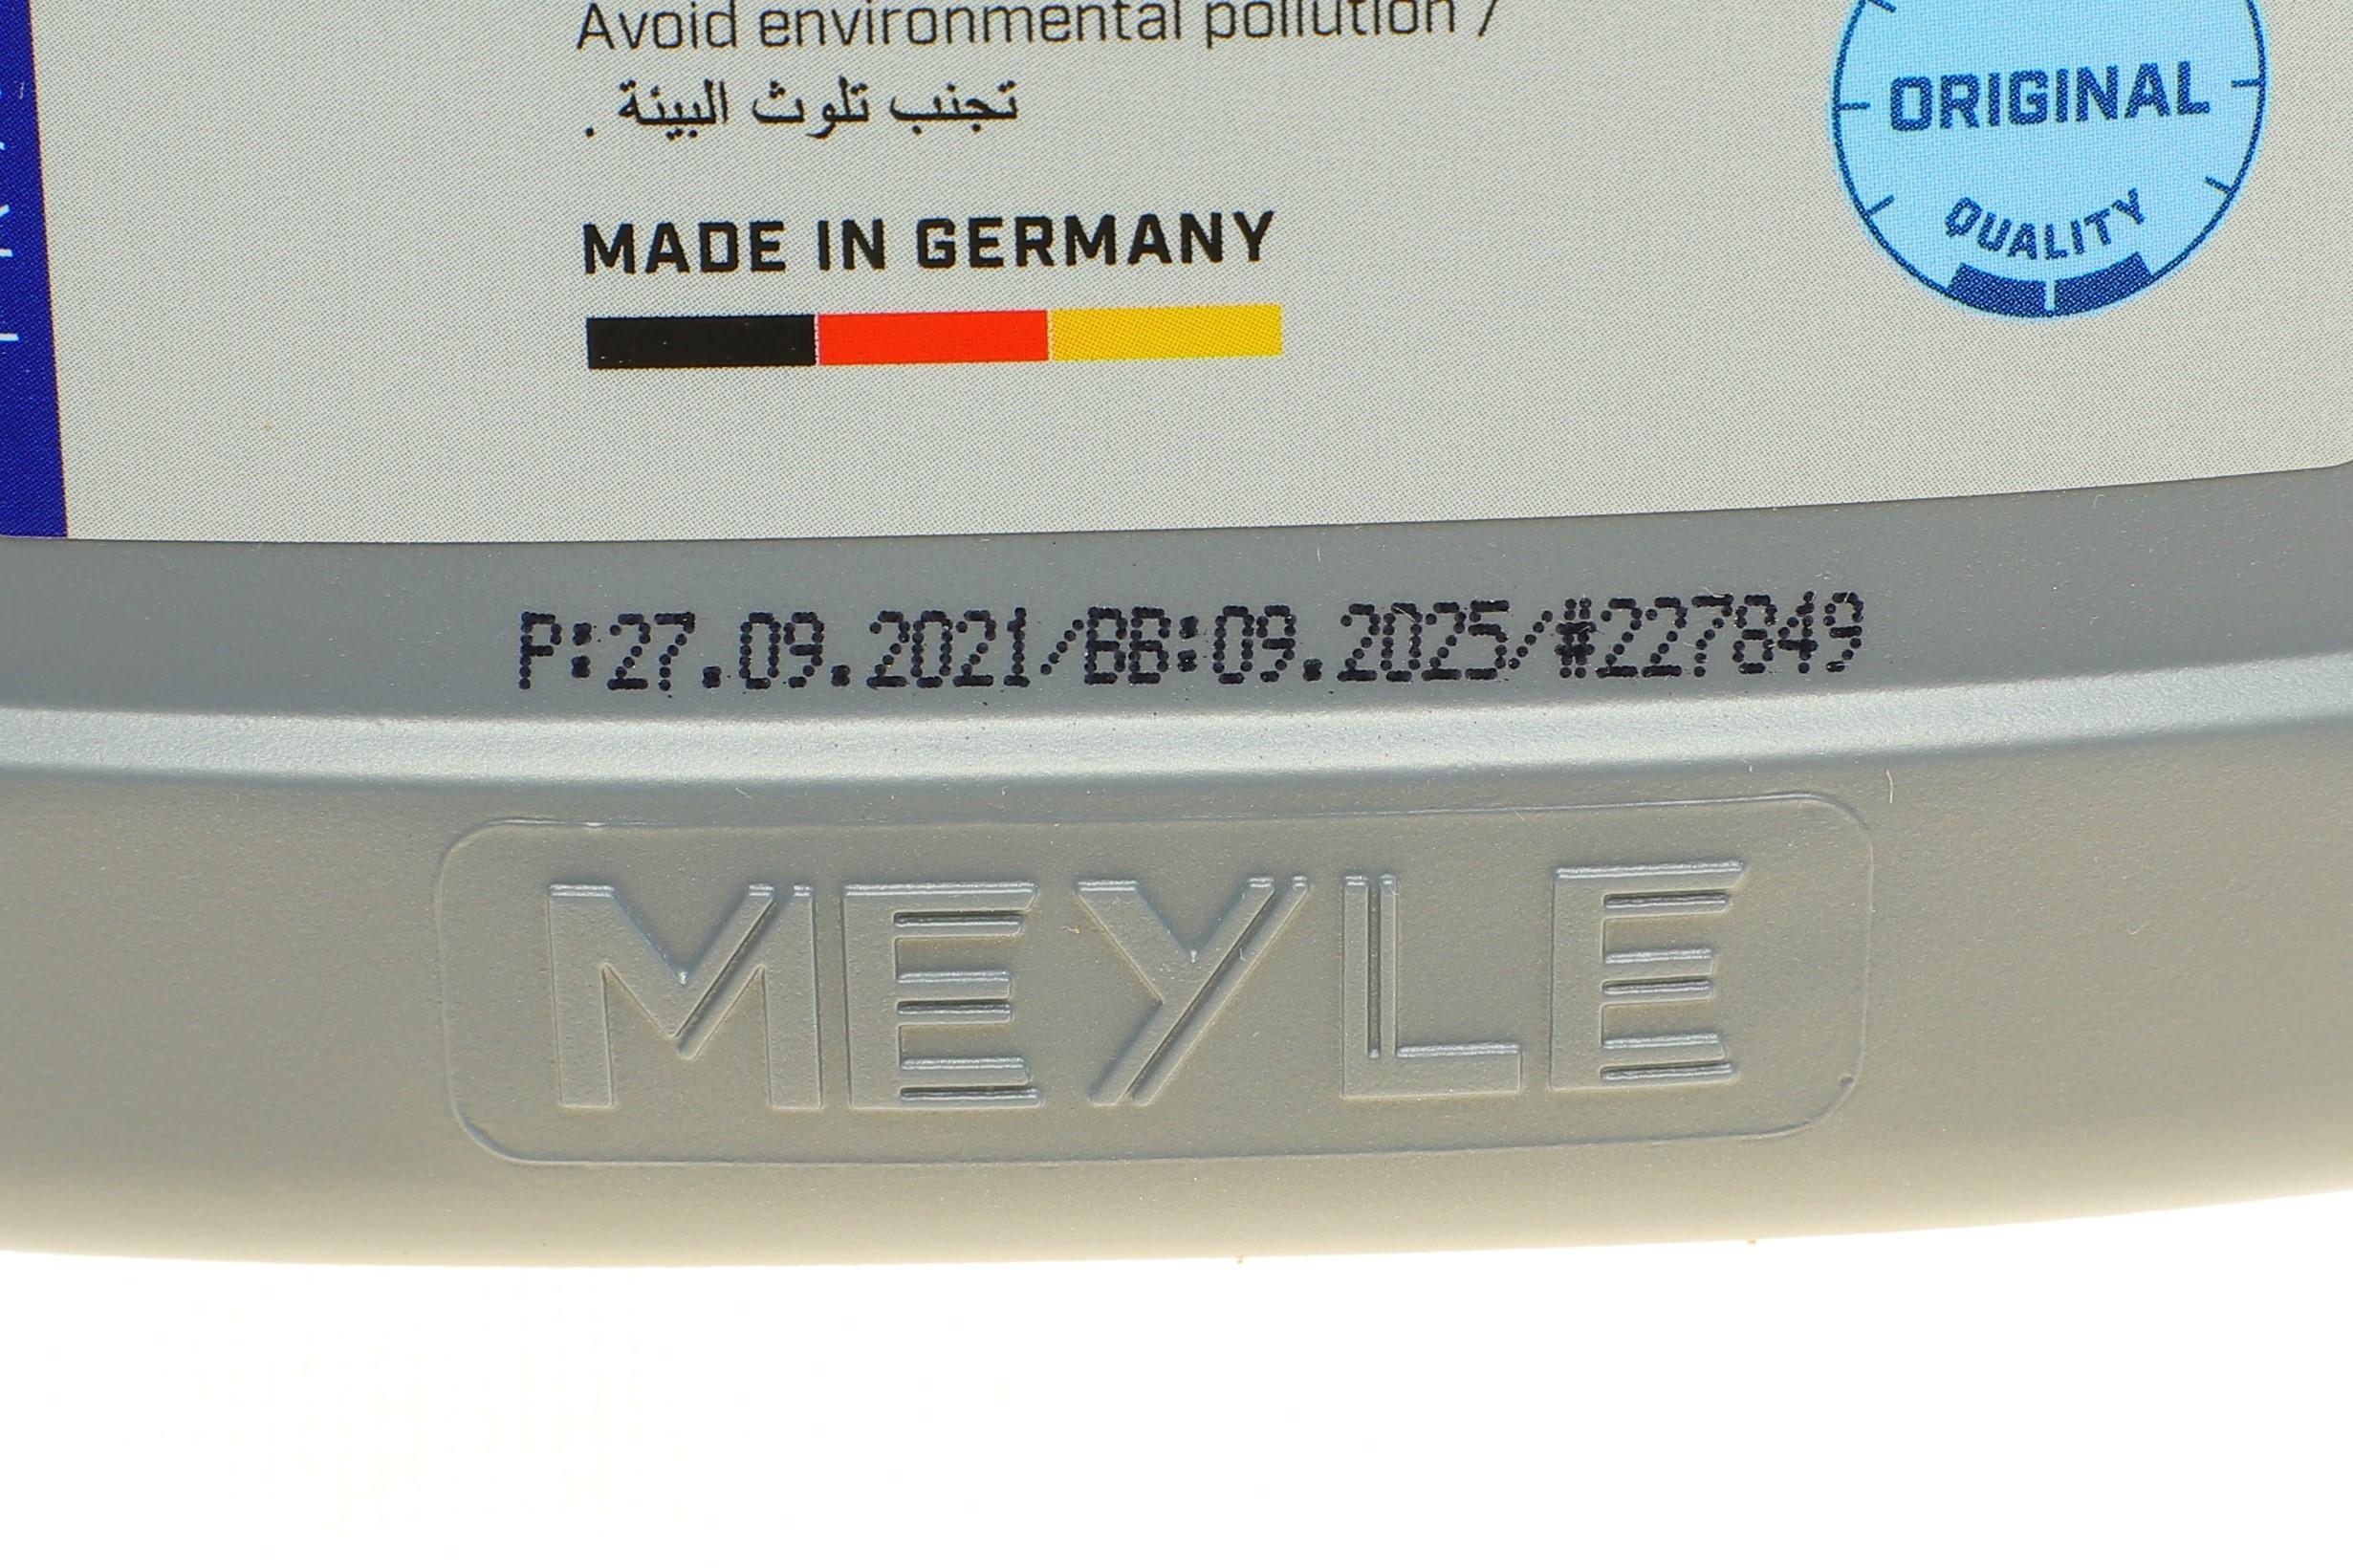 Avoid environmental pollution /
تجنب تلوث البيئة .
MADE IN GERMANY
ORIGINAL
QUALITY
P:27.09.2021/BB:09.2025/#227849
MEYLE